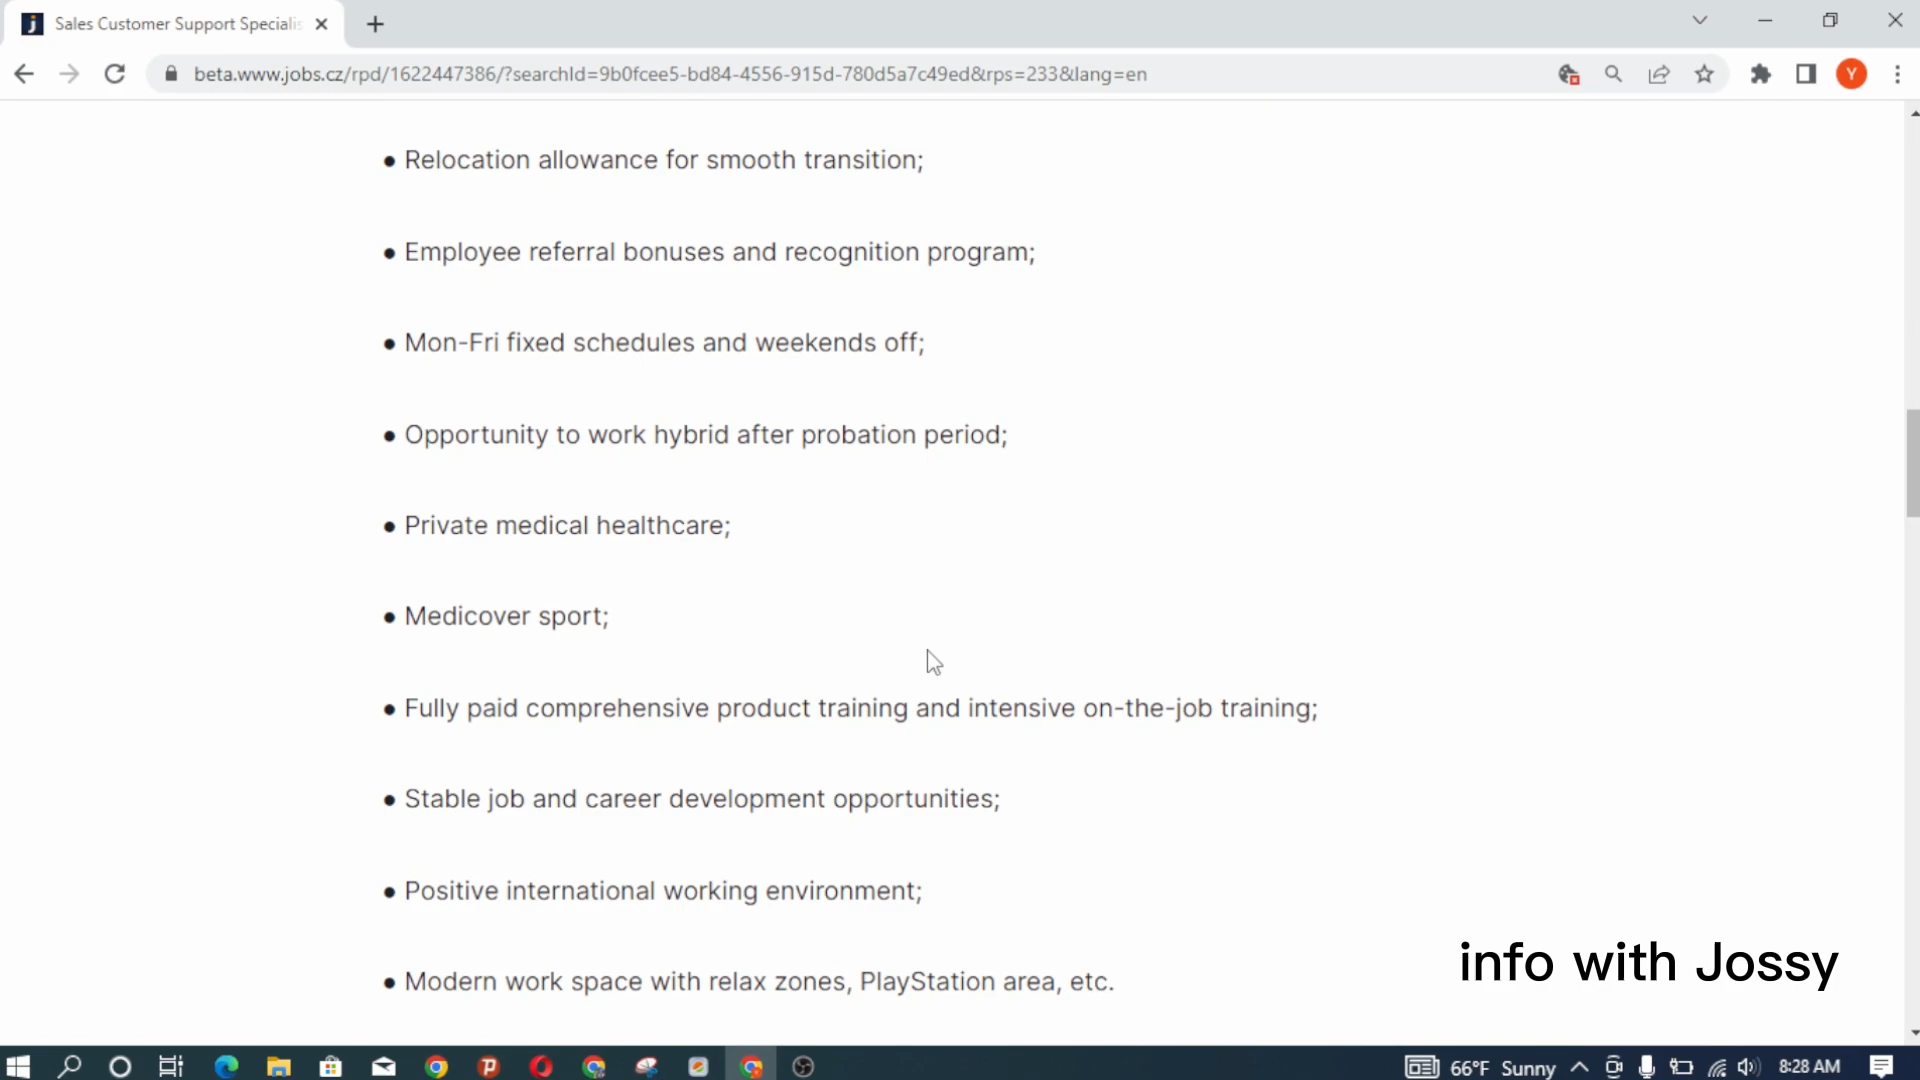 Sales Customer Support Specialis
beta.www.jobs.cz/rpd/1622447386/?searchId=9b0fcee5-bd84-4556-915d-780d5a7c49ed&rps=233&lang=en
Y
● Relocation allowance for smooth transition;
● Employee referral bonuses and recognition program;
● Mon-Fri fixed schedules and weekends off;
● Opportunity to work hybrid after probation period;
● Private medical healthcare;
● Medicover sport;
● Fully paid comprehensive product training and intensive on-the-job training;
● Stable job and career development opportunities;
● Positive international working environment;
● Modern work space with relax zones, PlayStation area, etc.
info with Jossy
66°F Sunny
8:28 AM